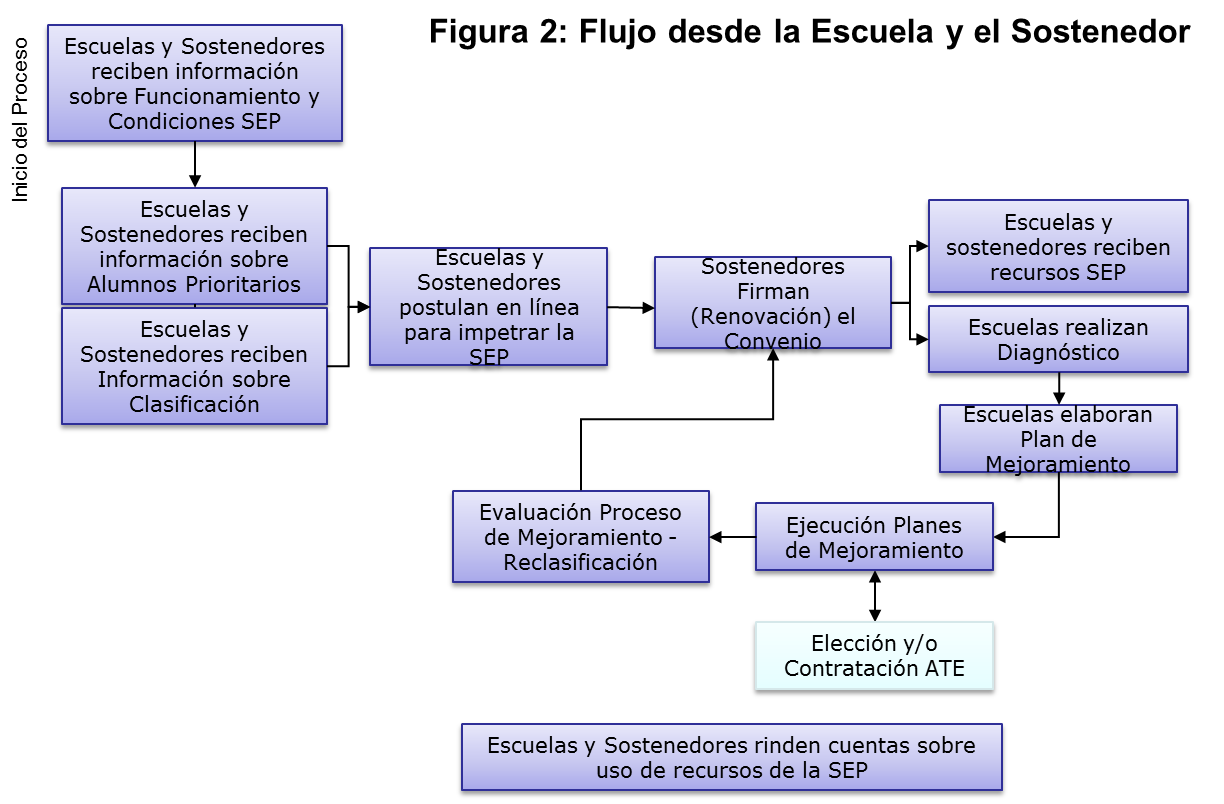 Figura 2: Flujo desde la Escuela y el Sostenedor
Inicio del Proceso
Escuelas y Sostenedores
reciben información
sobre Funcionamiento y
Condiciones SEP
Escuelas y
Sostenedores reciben
información sobre
Alumnos Prioritarios
Escuelas y
Sostenedores reciben
Información sobre
Clasificación
Escuelas y
Sostenedores
postulan en línea
para impetrar la
SEP
Sostenedores
Firman
(Renovación) el
Convenio
Escuelas y
sostenedores reciben
recursos SEP
Escuelas realizan
Diagnóstico
Escuelas elaboran
Plan de
Mejoramiento
Ejecución Planes
de Mejoramiento
Evaluación Proceso
de Mejoramiento -
Reclasificación
Elección y/o
Contratación ATE
Escuelas y Sostenedores rinden cuentas sobre
uso de recursos de la SEP